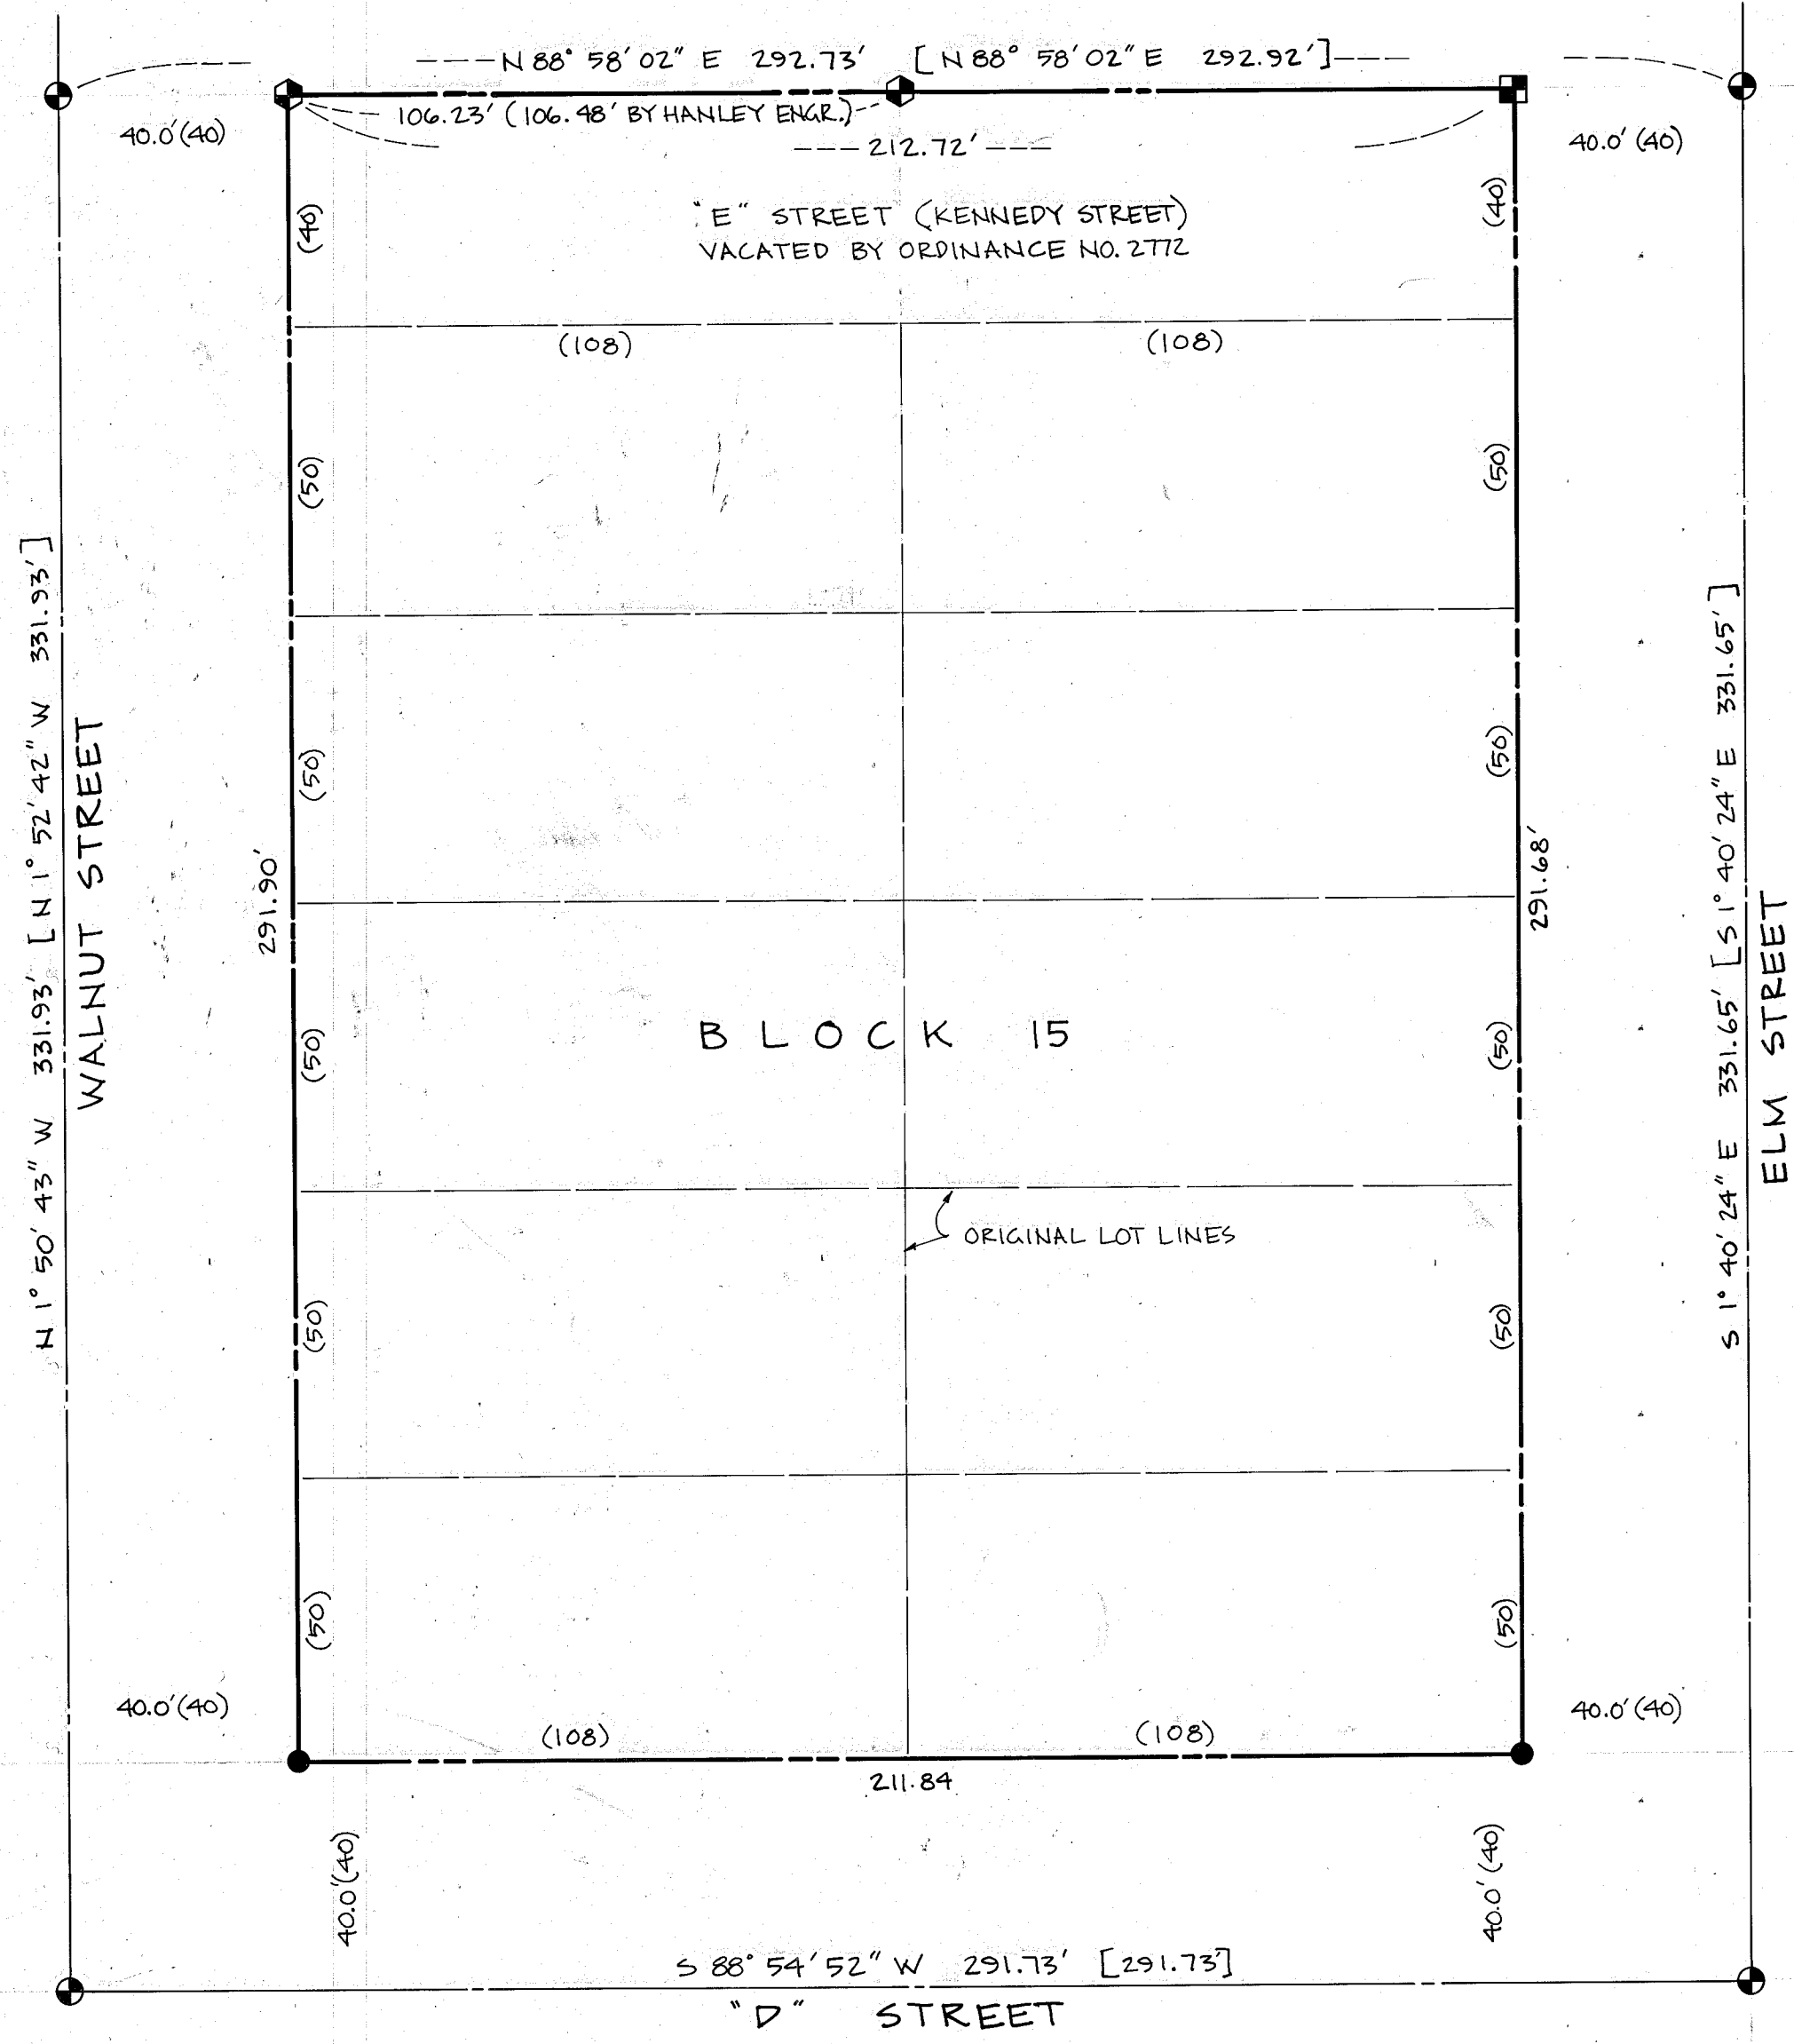 N 88° 58' 02" E 292.73' [N 88° 58' 02" E 292.92']
106.23' (106.48' BY HANLEY ENGR.)
40.0'(40)
212.72'
40.0'(40)
"E" STREET (KENNEDY STREET)
VACATED BY ORDINANCE NO. 2772
(40)
(40)
(108)
(108)
(50)
(50)
(50)
(50)
N 1° 50' 43" W 331.93' [N 1° 52' 42" W 331.93']
WALNUT STREET
291.90'
291.68'
S 1° 40' 24" E 331.65' [S 1° 40' 24" E 331.65']
ELM STREET
BLOCK 15
(50)
(50)
ORIGINAL LOT LINES
(50)
(50)
(50)
(50)
40.0'(40)
(108)
(108)
40.0'(40)
211.84
40.0'(40)
40.0'(40)
S 88° 54' 52" W 291.73' [291.73']
"D" STREET